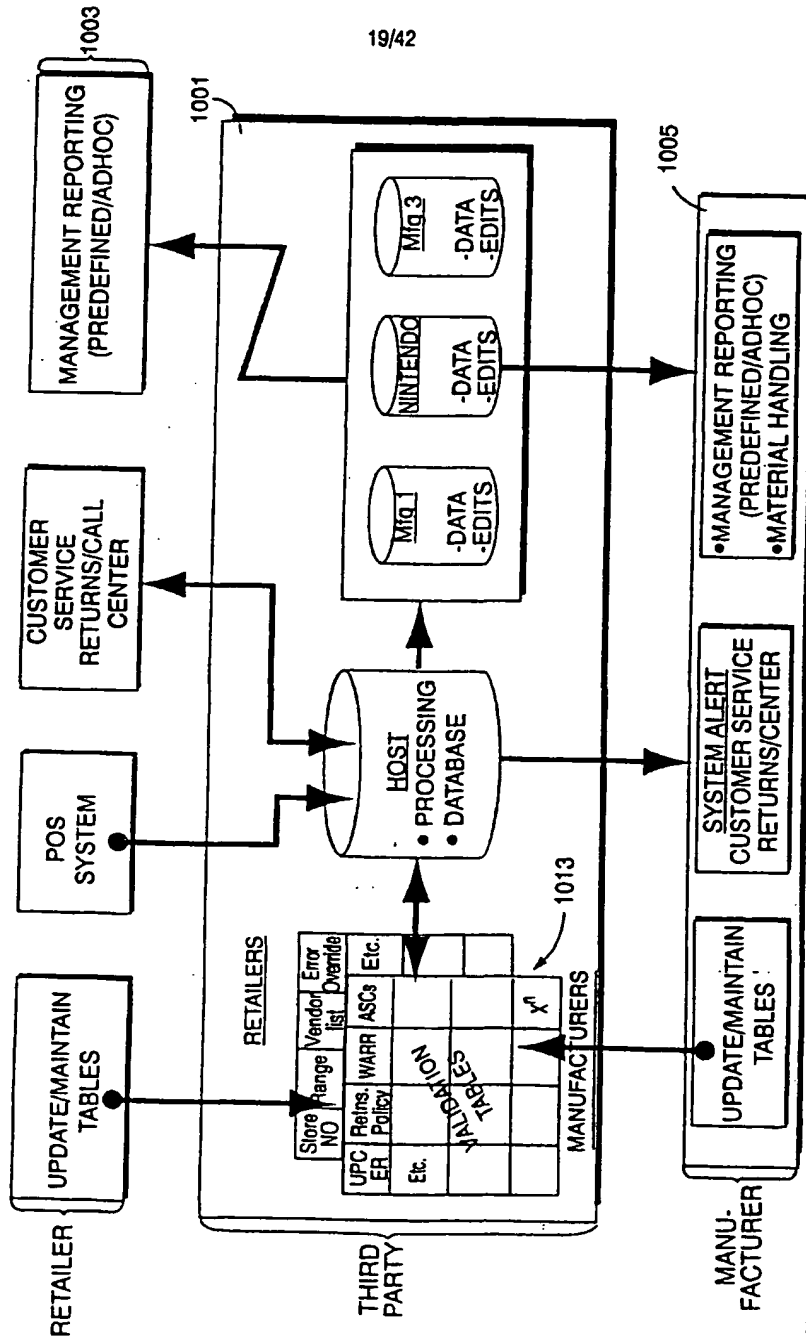 19/42
RETAILER
UPDATE/MAINTAIN
TABLES
POS
SYSTEM
CUSTOMER
SERVICE
RETURNS/CALL
CENTER
MANAGEMENT REPORTING
(PREDEFINED/ADHOC)
1003
THIRD
PARTY
1001
RETAILERS
Store
NO
Range
Vendor
list
Error
Override
UPC
ER
Retns.
Policy
WARR
ASCs
Etc.
Etc.
VALIDATION
TABLES
Xⁿ
MANUFACTURERS
1013
HOST
• PROCESSING
• DATABASE
Mfg 1
-DATA
-EDITS
NINTENDO
-DATA
-EDITS
Mfg 3
-DATA
-EDITS
MANU-
FACTURER
UPDATE/MAINTAIN
TABLES '
SYSTEM ALERT
CUSTOMER SERVICE
RETURNS/CENTER
•MANAGEMENT REPORTING
(PREDEFINED/ADHOC)
•MATERIAL HANDLING
1005